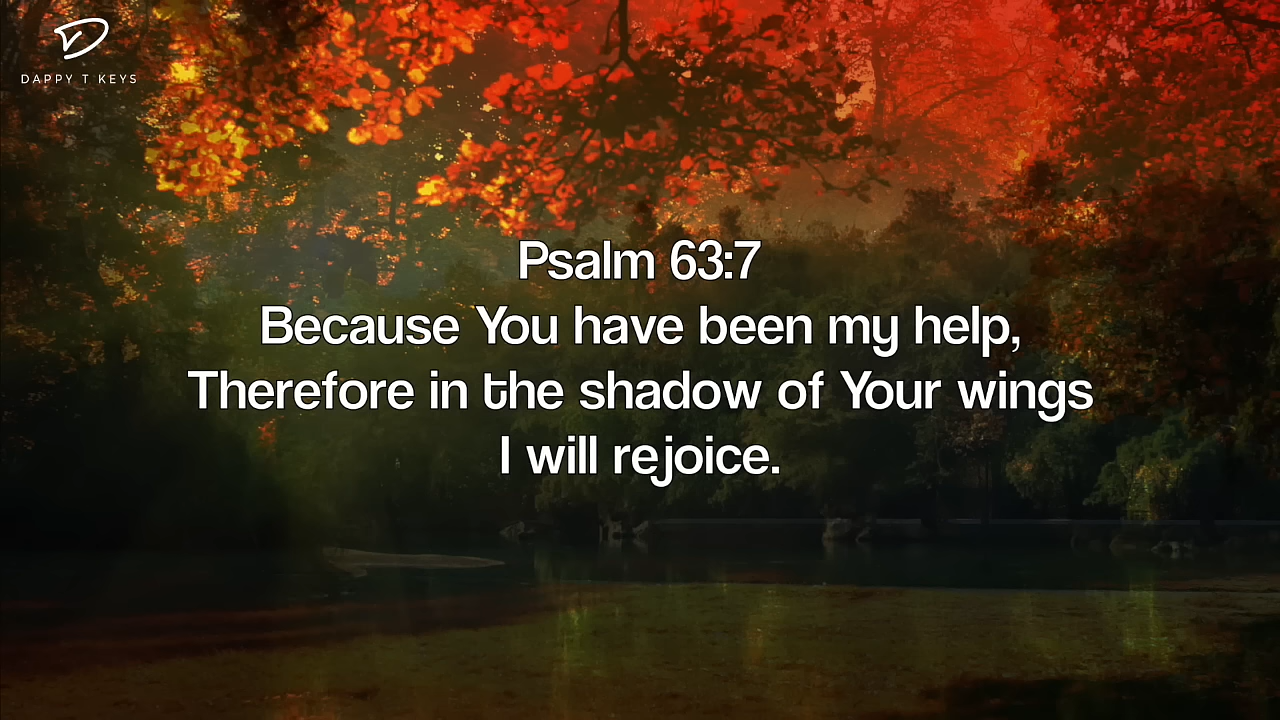 DAPPY T KEYS
Psalm 63:7
Because You have been my help,
Therefore in the shadow of Your wings
I will rejoice.